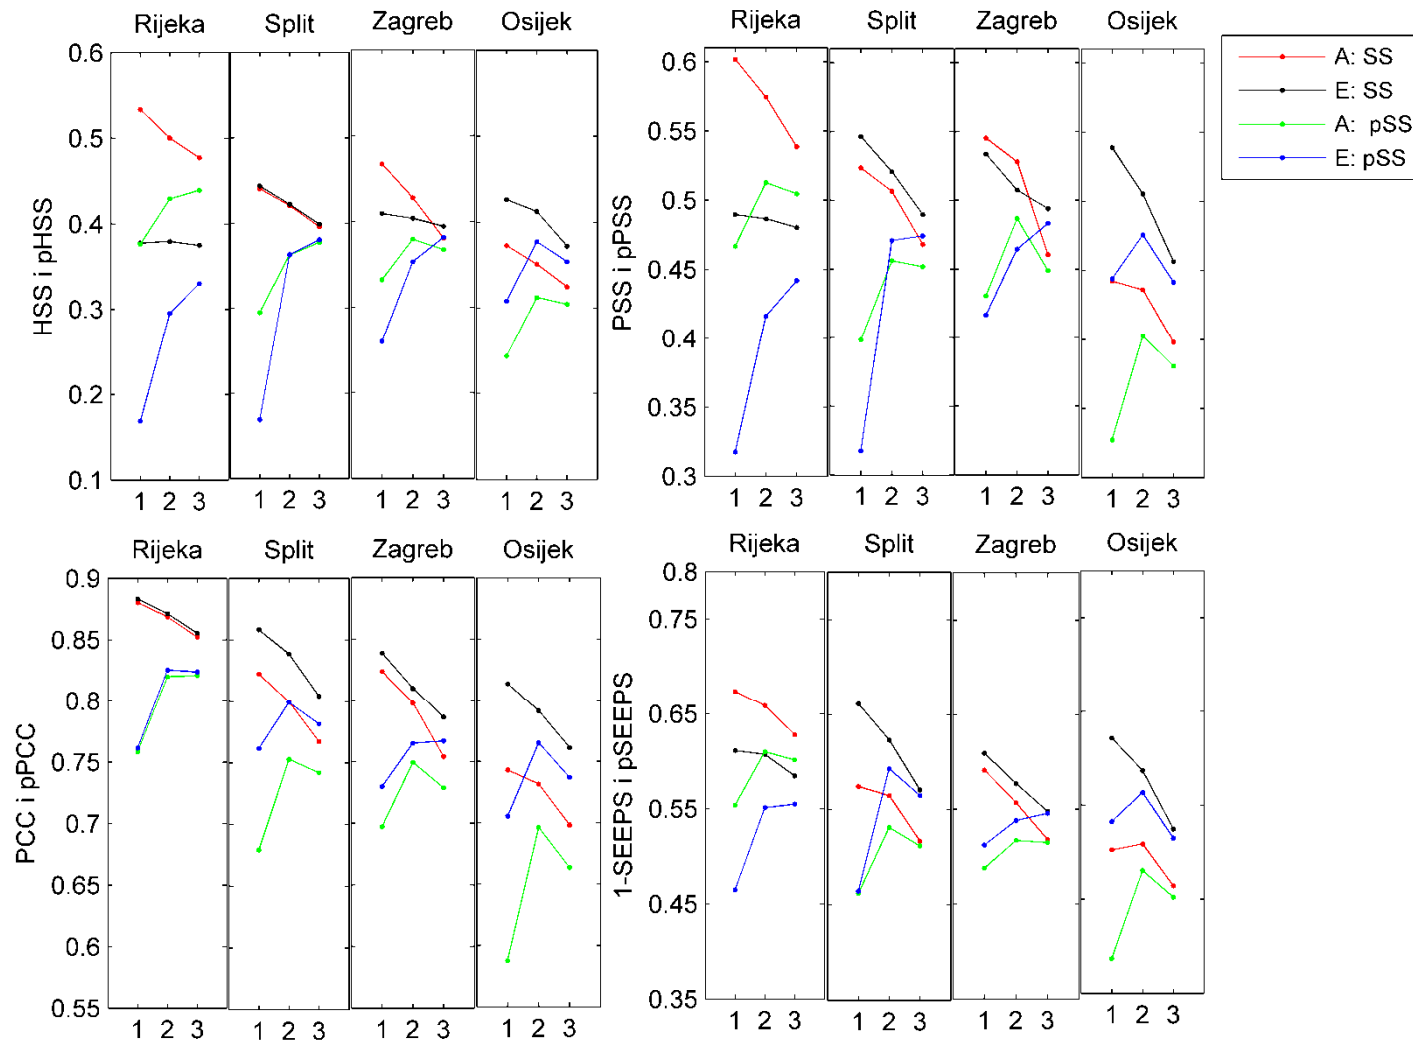 Rijeka Split Zagreb Osijek
HSS i pHSS
0.6
0.5
0.4
0.3
0.2
0.1
1 2 3 1 2 3 1 2 3 1 2 3
Rijeka Split Zagreb Osijek
PSS i pPSS
0.6
0.55
0.5
0.45
0.4
0.35
0.3
1 2 3 1 2 3 1 2 3 1 2 3
A: SS
E: SS
A: pSS
E: pSS
Rijeka Split Zagreb Osijek
PCC i pPCC
0.9
0.85
0.8
0.75
0.7
0.65
0.6
0.55
1 2 3 1 2 3 1 2 3 1 2 3
Rijeka Split Zagreb Osijek
1-SEEPS i pSEEPS
0.8
0.75
0.65
0.55
0.45
0.35
1 2 3 1 2 3 1 2 3 1 2 3